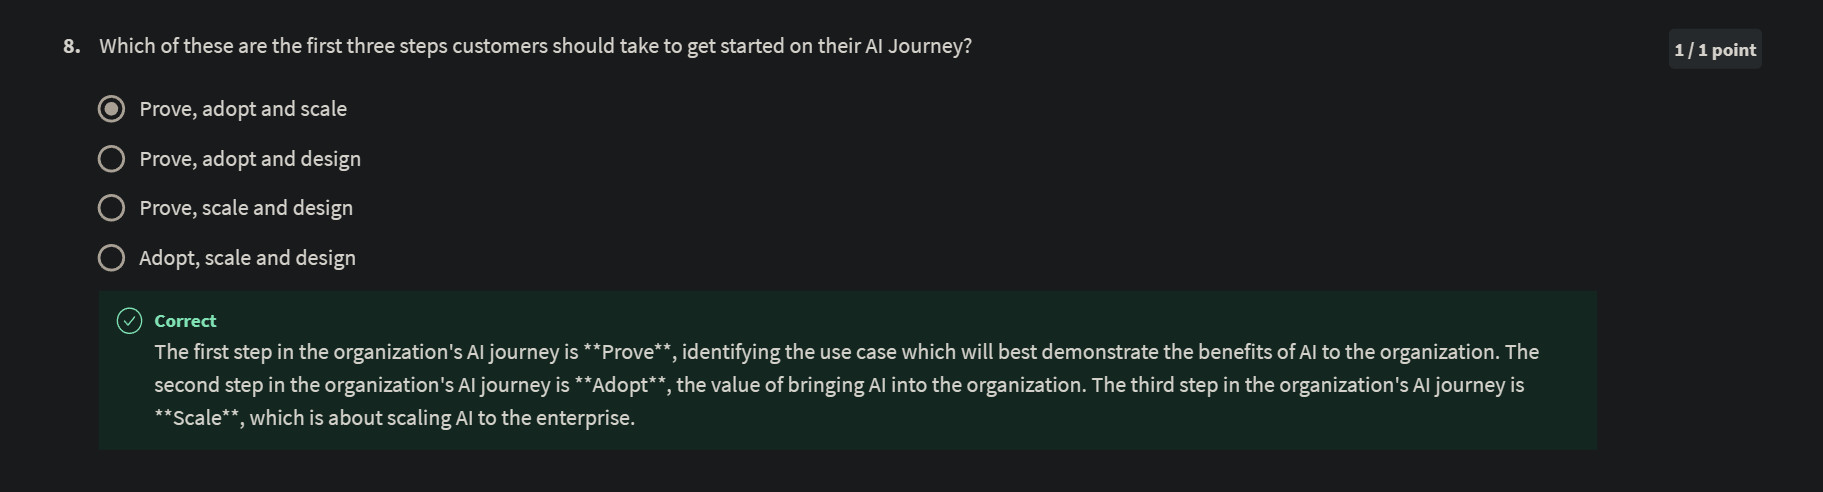 8. Which of these are the first three steps customers should take to get started on their AI Journey?
1 / 1 point
Prove, adopt and scale
Prove, adopt and design
Prove, scale and design
Adopt, scale and design
Correct
The first step in the organization's AI journey is **Prove**, identifying the use case which will best demonstrate the benefits of AI to the organization. The
second step in the organization's AI journey is **Adopt**, the value of bringing AI into the organization. The third step in the organization's AI journey is
**Scale**, which is about scaling AI to the enterprise.